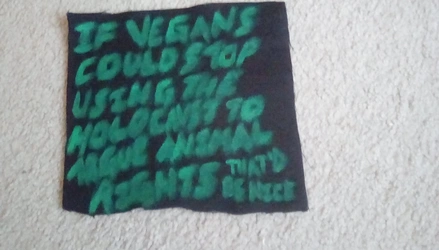 IF VEGANS
COULD STOP
USING THE
HOLOCAUST TO
ARGUE ANIMAL
RIGHTS THAT'D
BE NICE